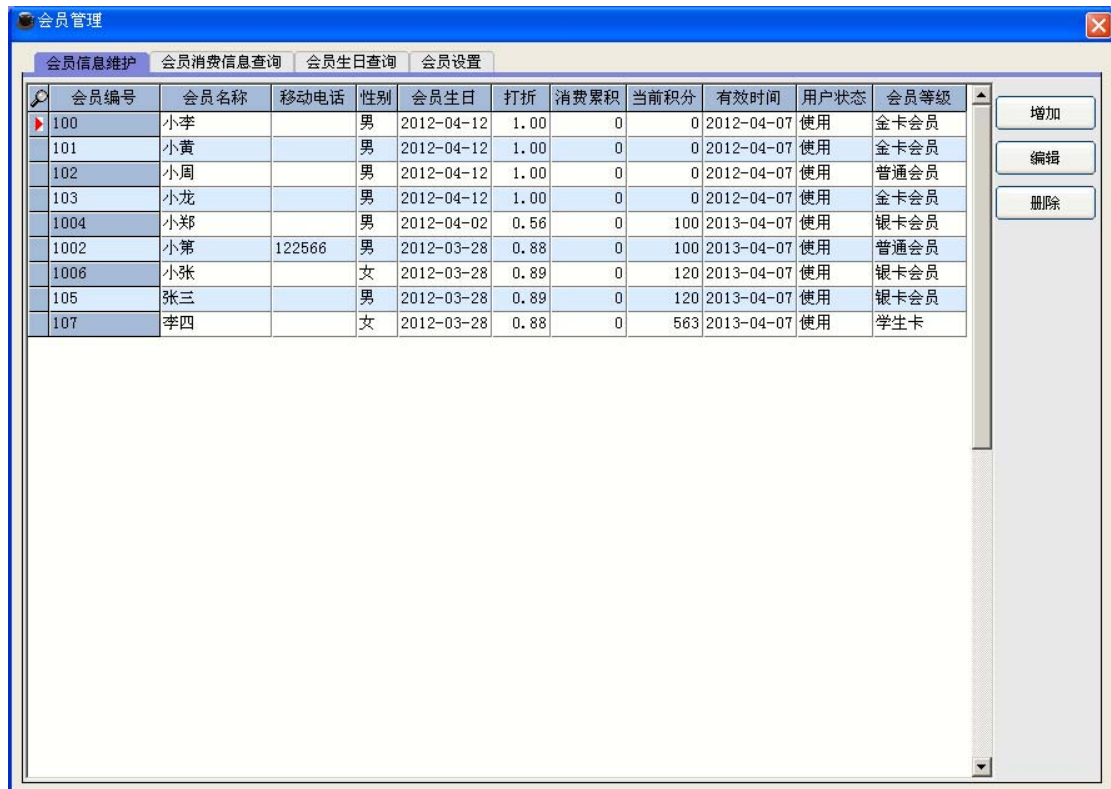 会员管理
会员信息维护 会员消费信息查询 会员生日查询 会员设置
会员编号 会员名称 移动电话 性别 会员生日 打折 消费累积 当前积分 有效时间 用户状态 会员等级
100 小李 男 2012-04-12 1.00 0 0 2012-04-07 使用 金卡会员
101 小黄 男 2012-04-12 1.00 0 0 2012-04-07 使用 金卡会员
102 小周 男 2012-04-12 1.00 0 0 2012-04-07 使用 普通会员
103 小龙 男 2012-04-12 1.00 0 0 2012-04-07 使用 金卡会员
1004 小郑 男 2012-04-02 0.56 0 100 2013-04-07 使用 银卡会员
1002 小第 122566 男 2012-03-28 0.88 0 100 2013-04-07 使用 普通会员
1006 小张 女 2012-03-28 0.89 0 120 2013-04-07 使用 银卡会员
105 张三 男 2012-03-28 0.89 0 120 2013-04-07 使用 银卡会员
107 李四 女 2012-03-28 0.88 0 563 2013-04-07 使用 学生卡
增加
编辑
删除